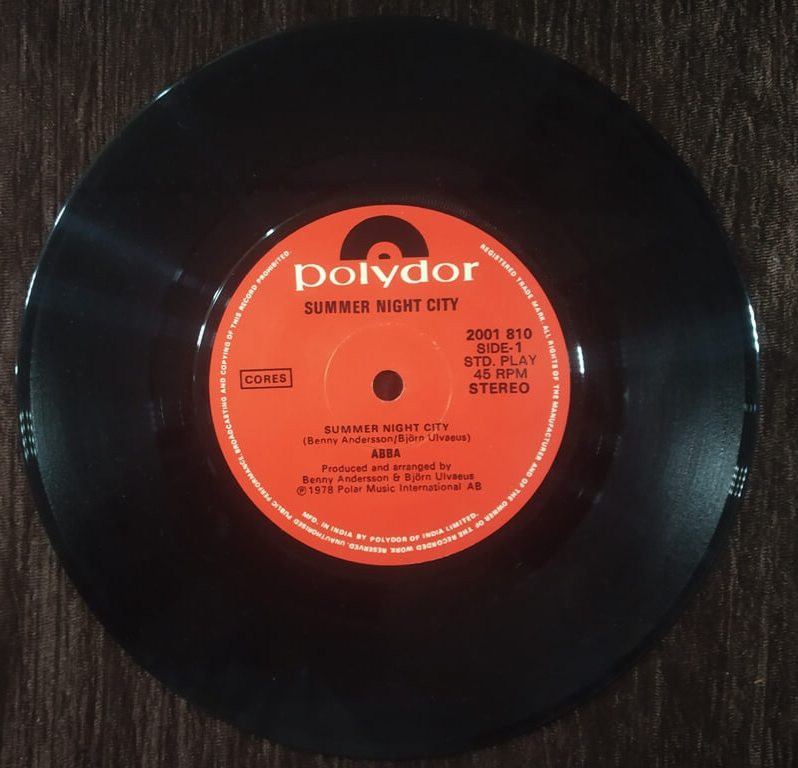 polydor
SUMMER NIGHT CITY
2001 810
SIDE-1
STD. PLAY
45 RPM
STEREO
CORES
SUMMER NIGHT CITY
(Benny Andersson/Björn Ulvaeus)
ABBA
Produced and arranged by
Benny Andersson & Björn Ulvaeus
℗1978 Polar Music International AB
REGISTERED TRADE MARK. ALL RIGHTS OF THE MANUFACTURER AND OF THE OWNER OF THE RECORDED WORK RESERVED. UNAUTHORISED PUBLIC PERFORMANCE, BROADCASTING AND COPYING OF THIS RECORD PROHIBITED.
MFD. IN INDIA BY POLYDOR OF INDIA LIMITED.